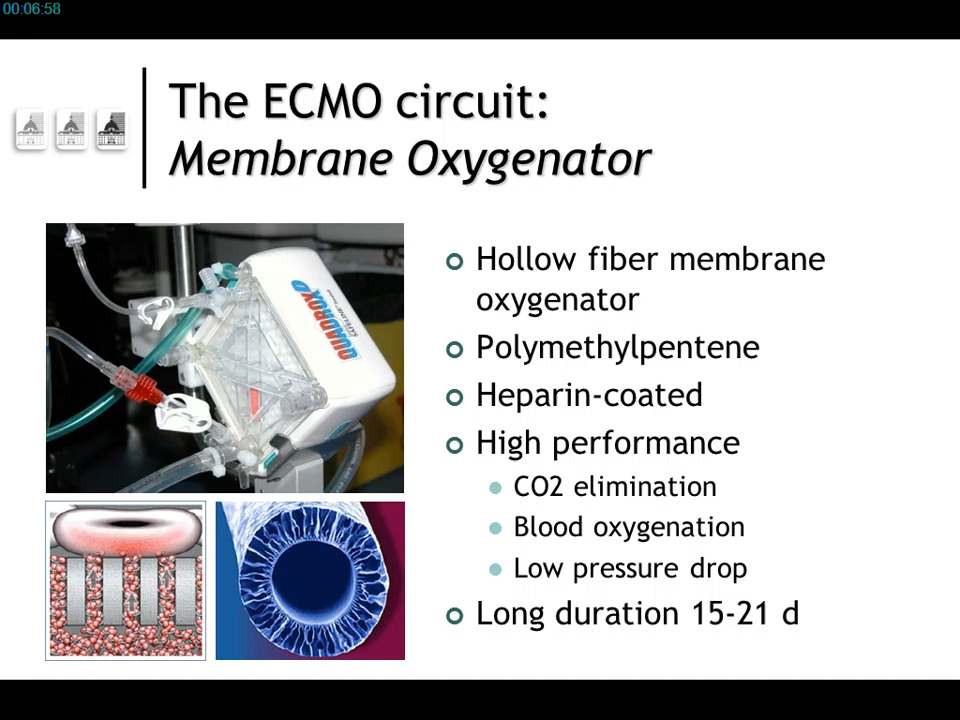 00:06:58
The ECMO circuit:
Membrane Oxygenator
QUADROX D
SAFELINE
Hollow fiber membrane
oxygenator
Polymethylpentene
Heparin-coated
High performance
CO2 elimination
Blood oxygenation
Low pressure drop
Long duration 15-21 d